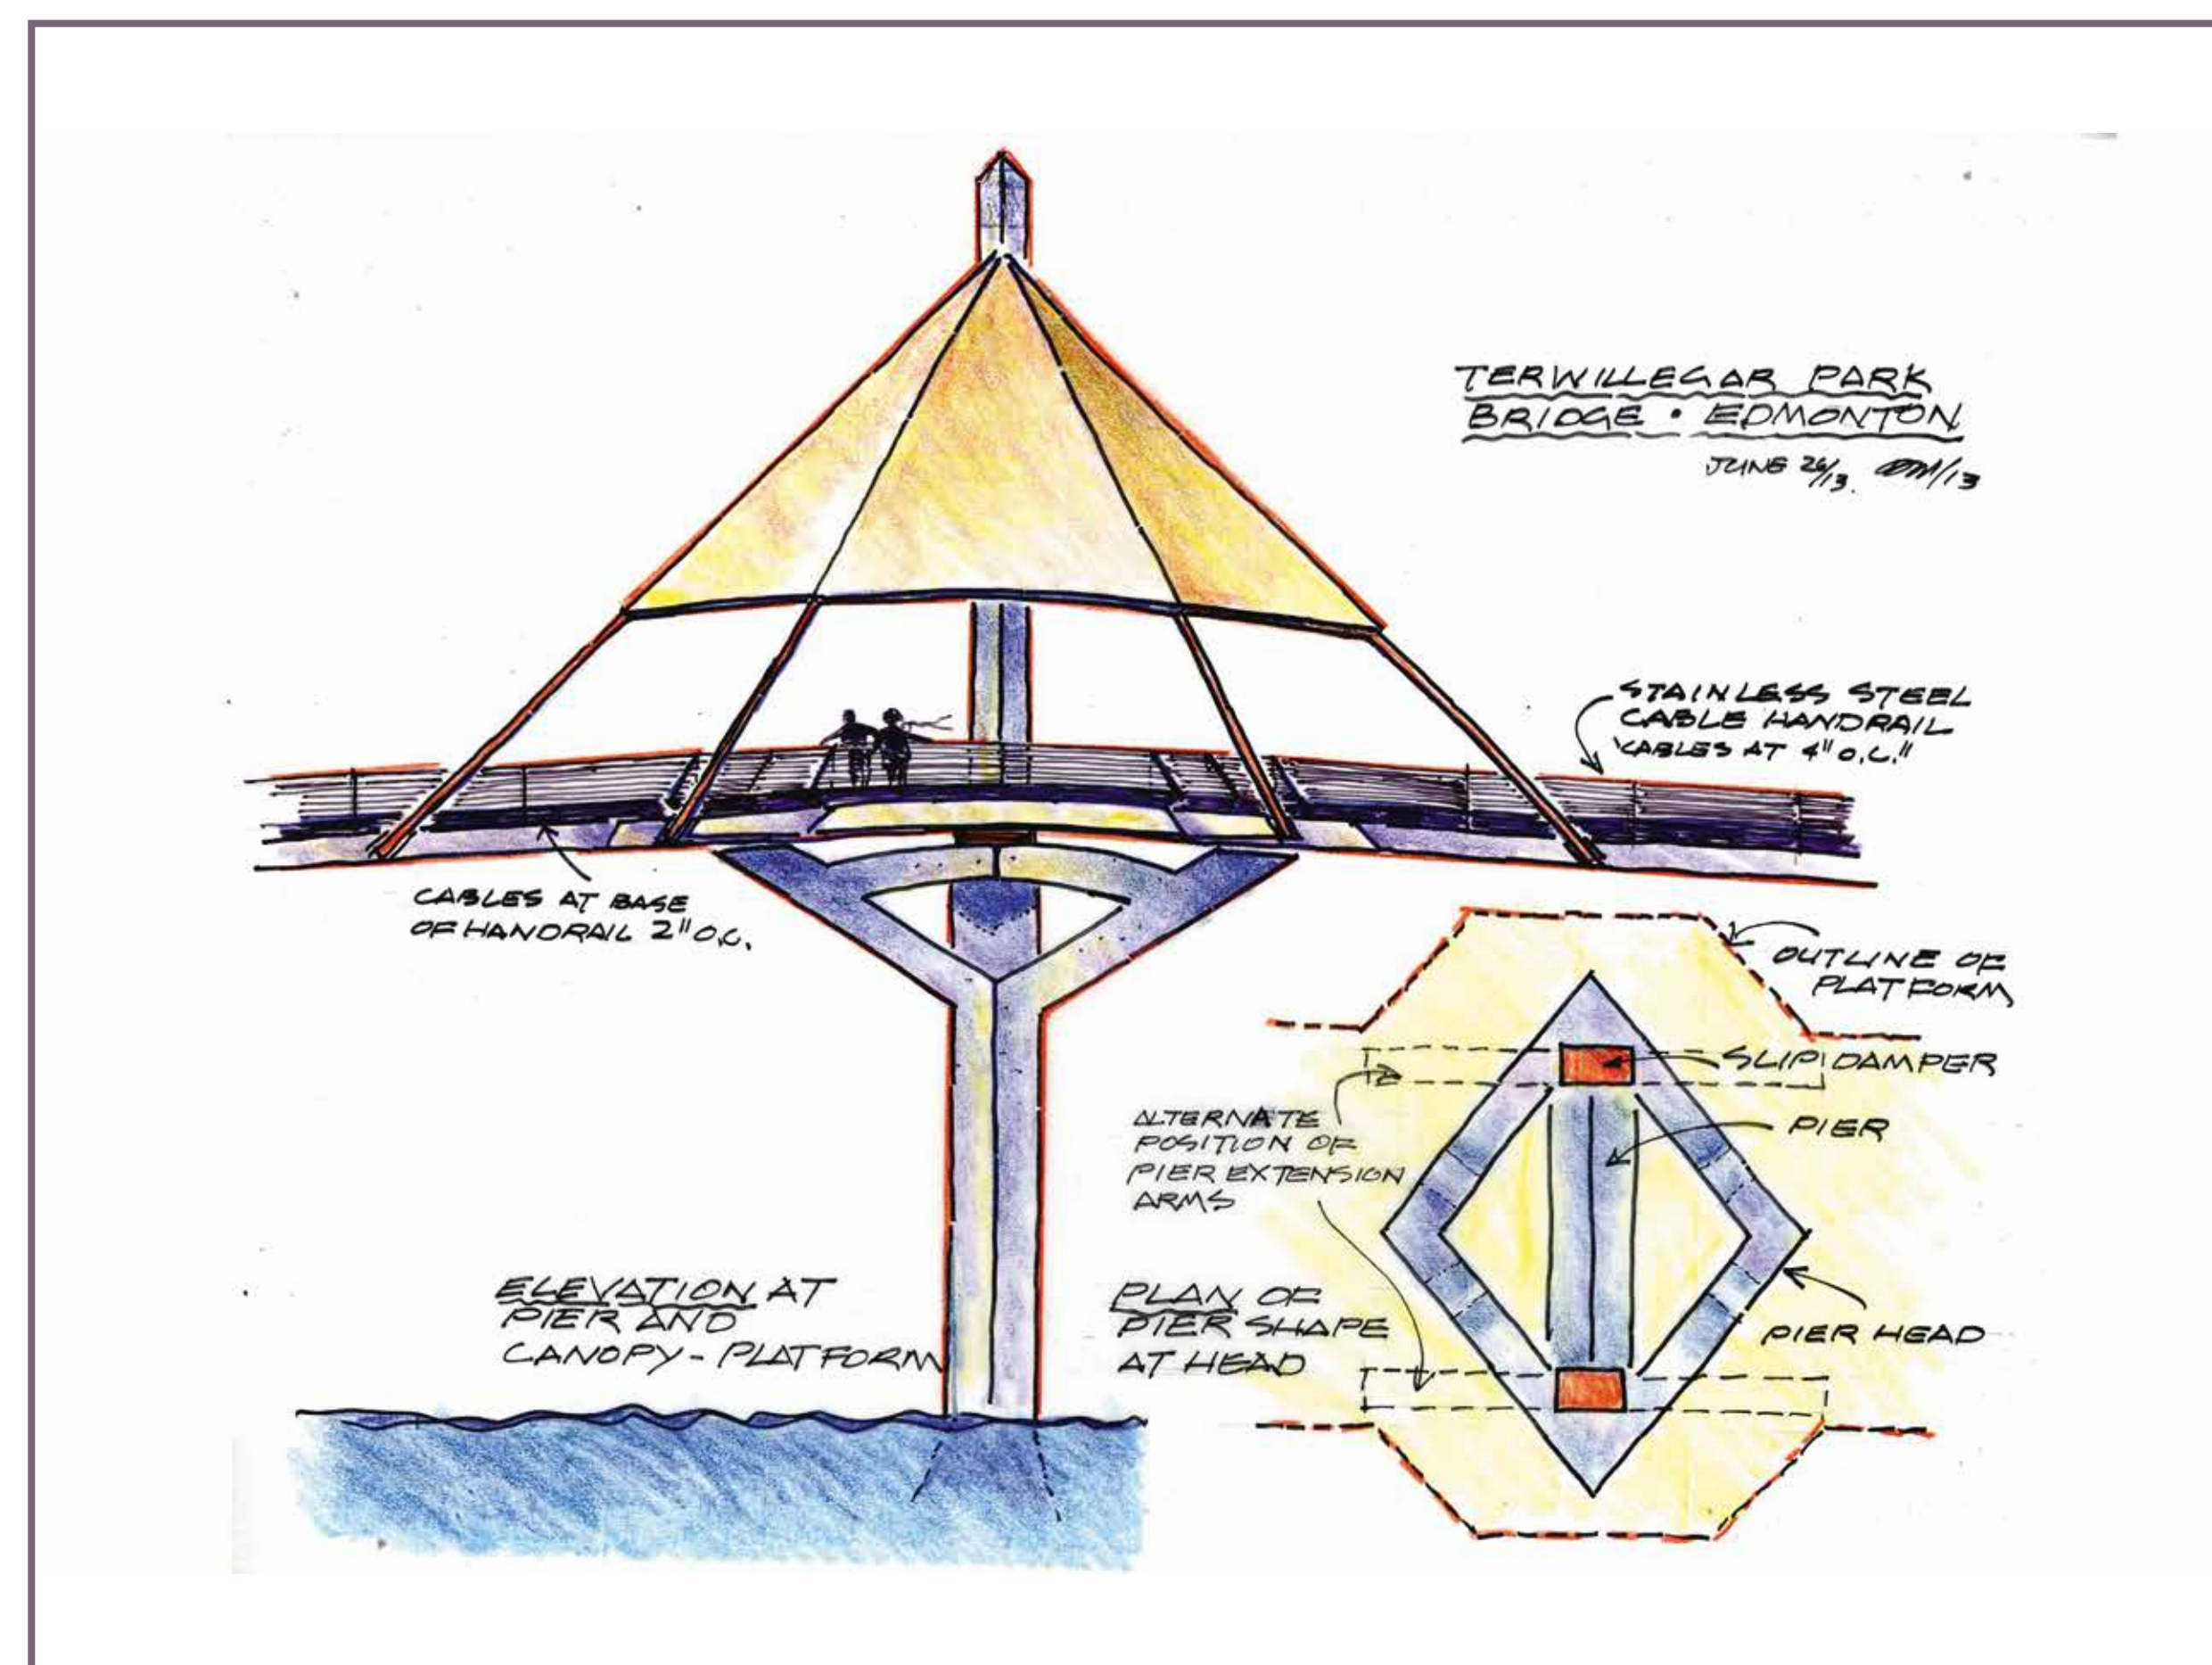 TERWILLEGAR PARK
BRIDGE • EDMONTON
JUNE 26/13. /13
STAINLESS STEEL
CABLE HANDRAIL
"CABLES AT 4" O.C."
CABLES AT BASE
OF HANDRAIL 2" O.C.
OUTLINE OF
PLATFORM
SLIP DAMPER
PIER
ALTERNATE
POSITION OF
PIER EXTENSION
ARMS
PIER HEAD
ELEVATION AT
PIER AND
CANOPY - PLATFORM
PLAN OF
PIER SHAPE
AT HEAD